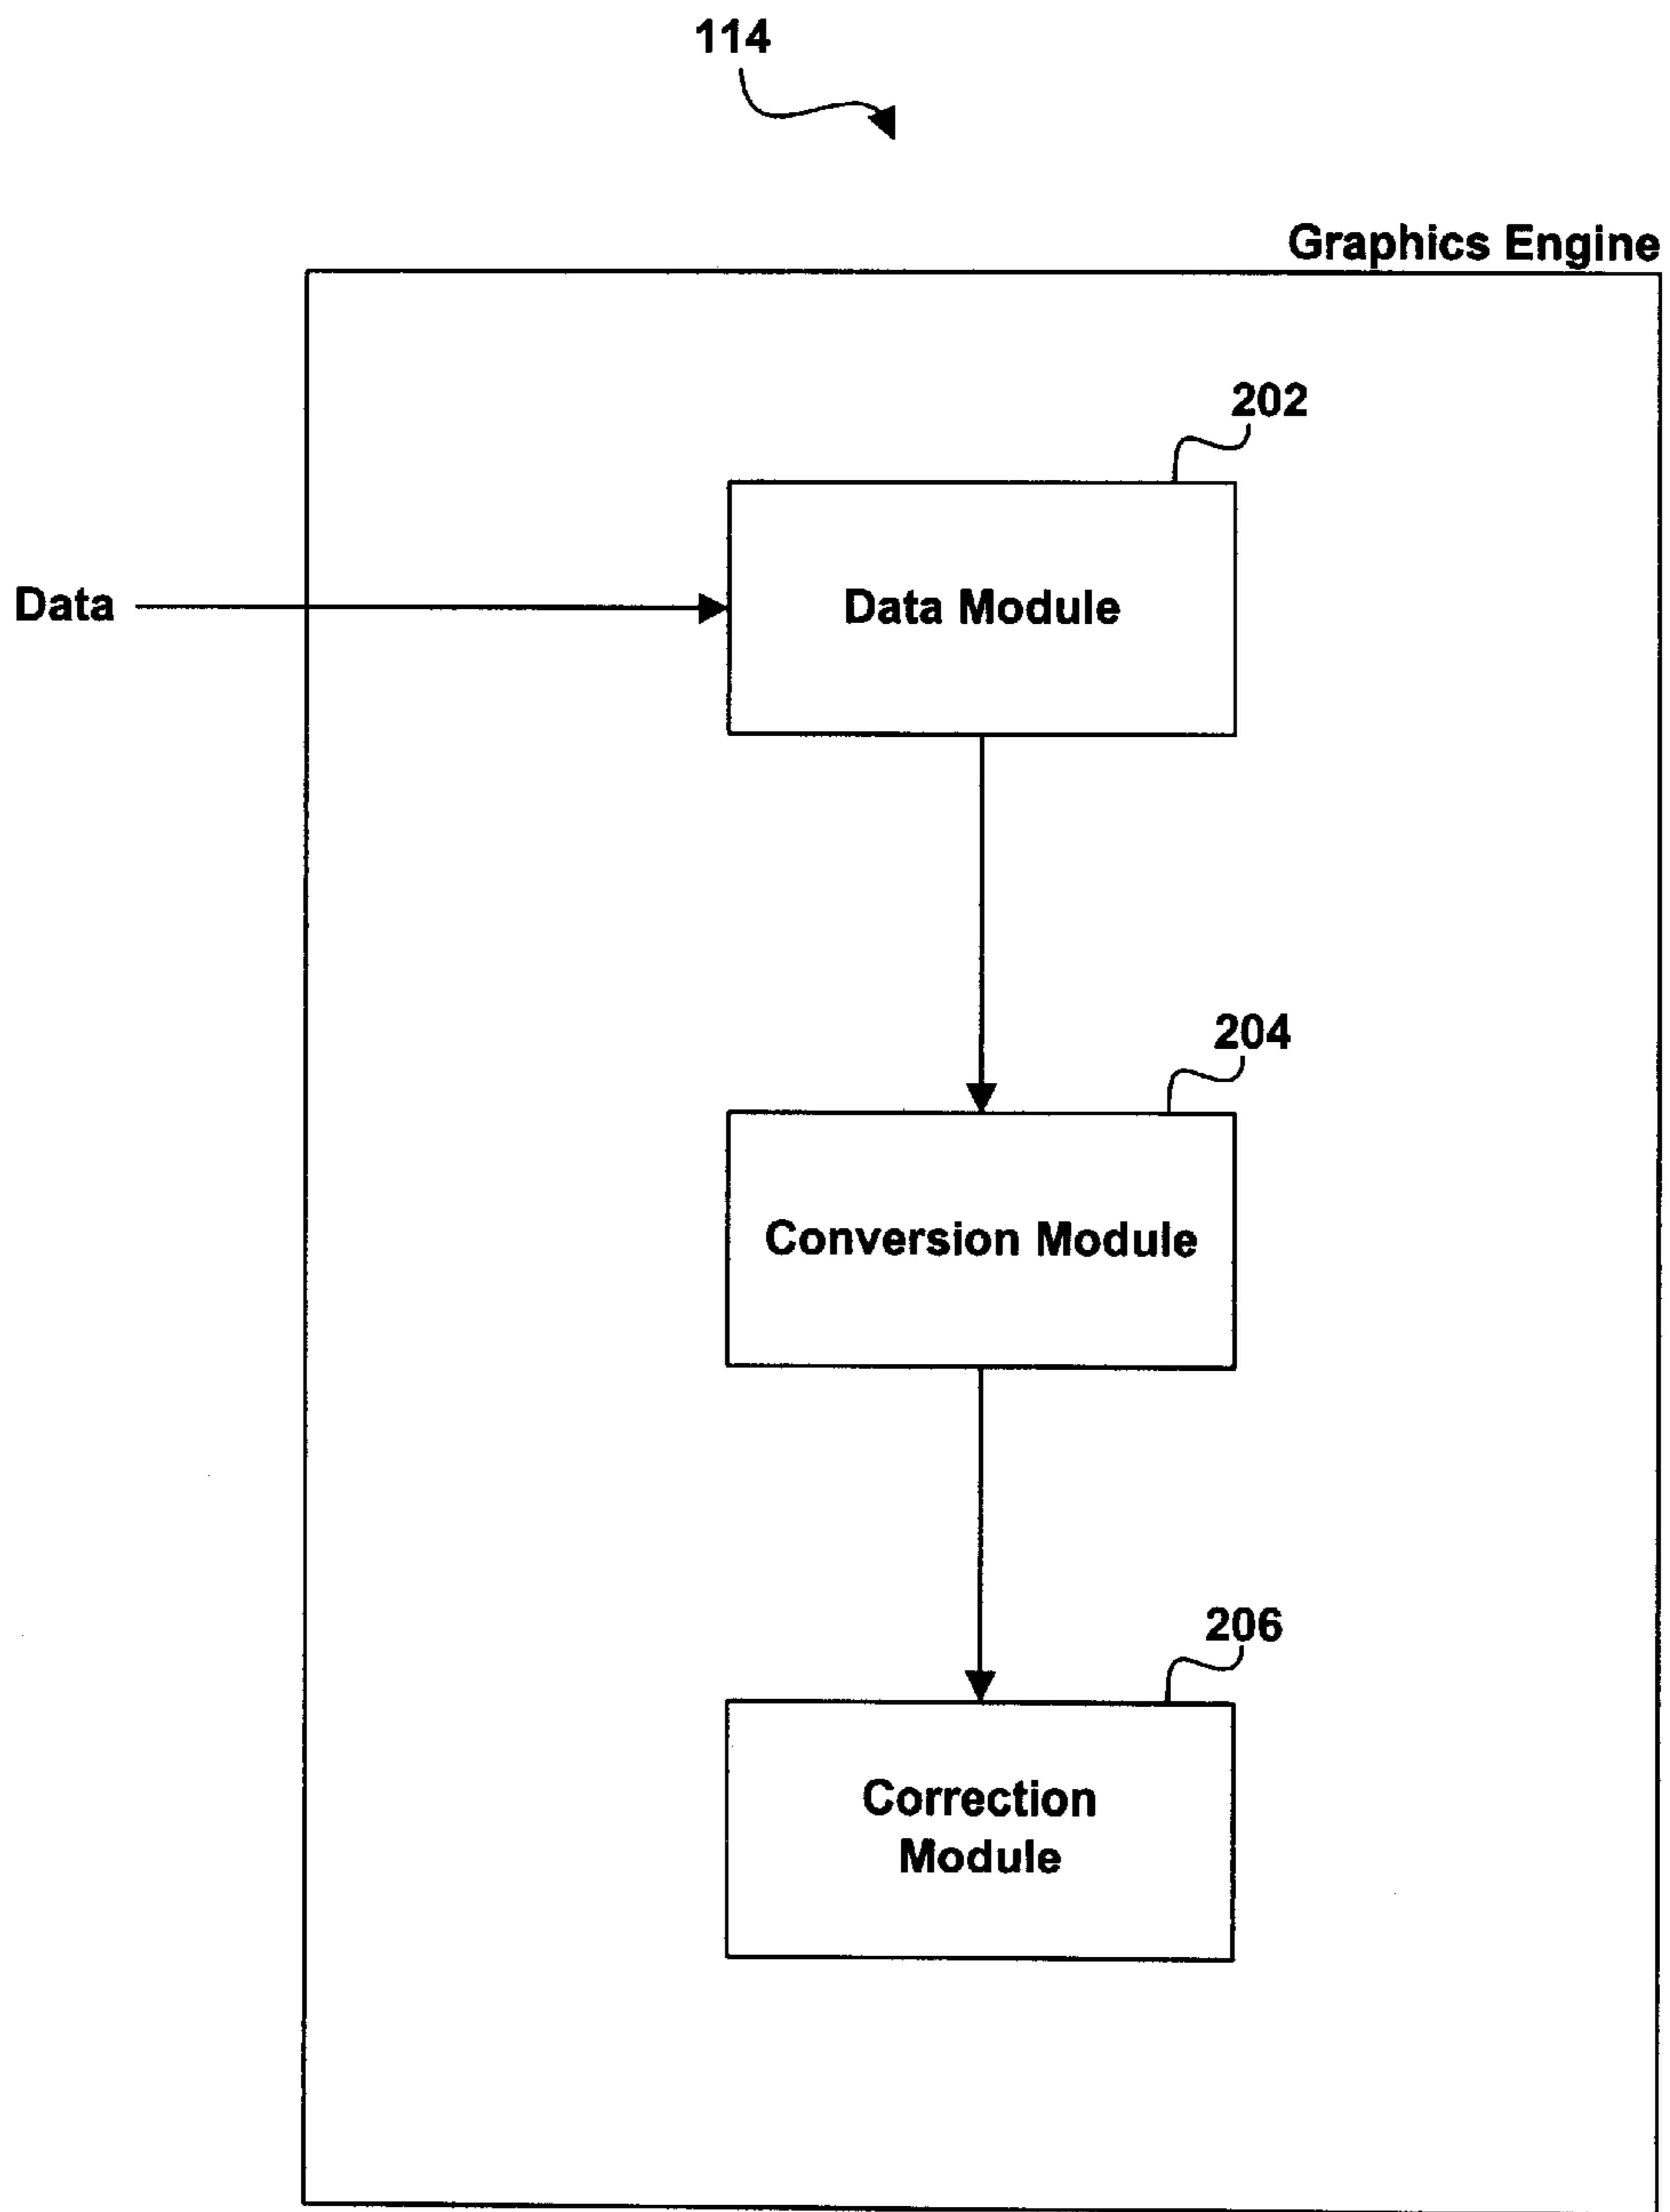 114
Graphics Engine
202
Data
Data Module
204
Conversion Module
206
Correction
Module